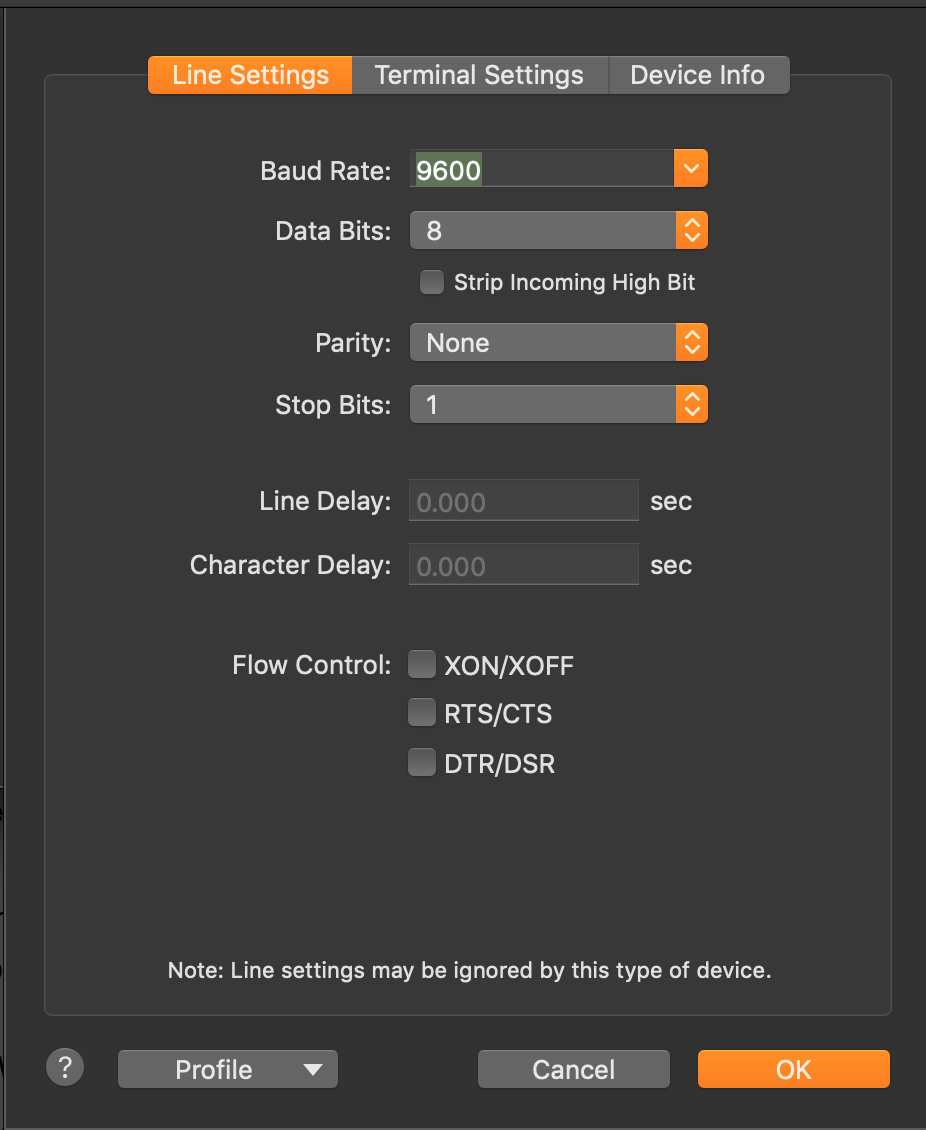 Line Settings Terminal Settings Device Info
Baud Rate: 9600
Data Bits: 8
Strip Incoming High Bit
Parity: None
Stop Bits: 1
Line Delay: 0.000 sec
Character Delay: 0.000 sec
Flow Control: XON/XOFF
RTS/CTS
DTR/DSR
Note: Line settings may be ignored by this type of device.
? Profile Cancel OK